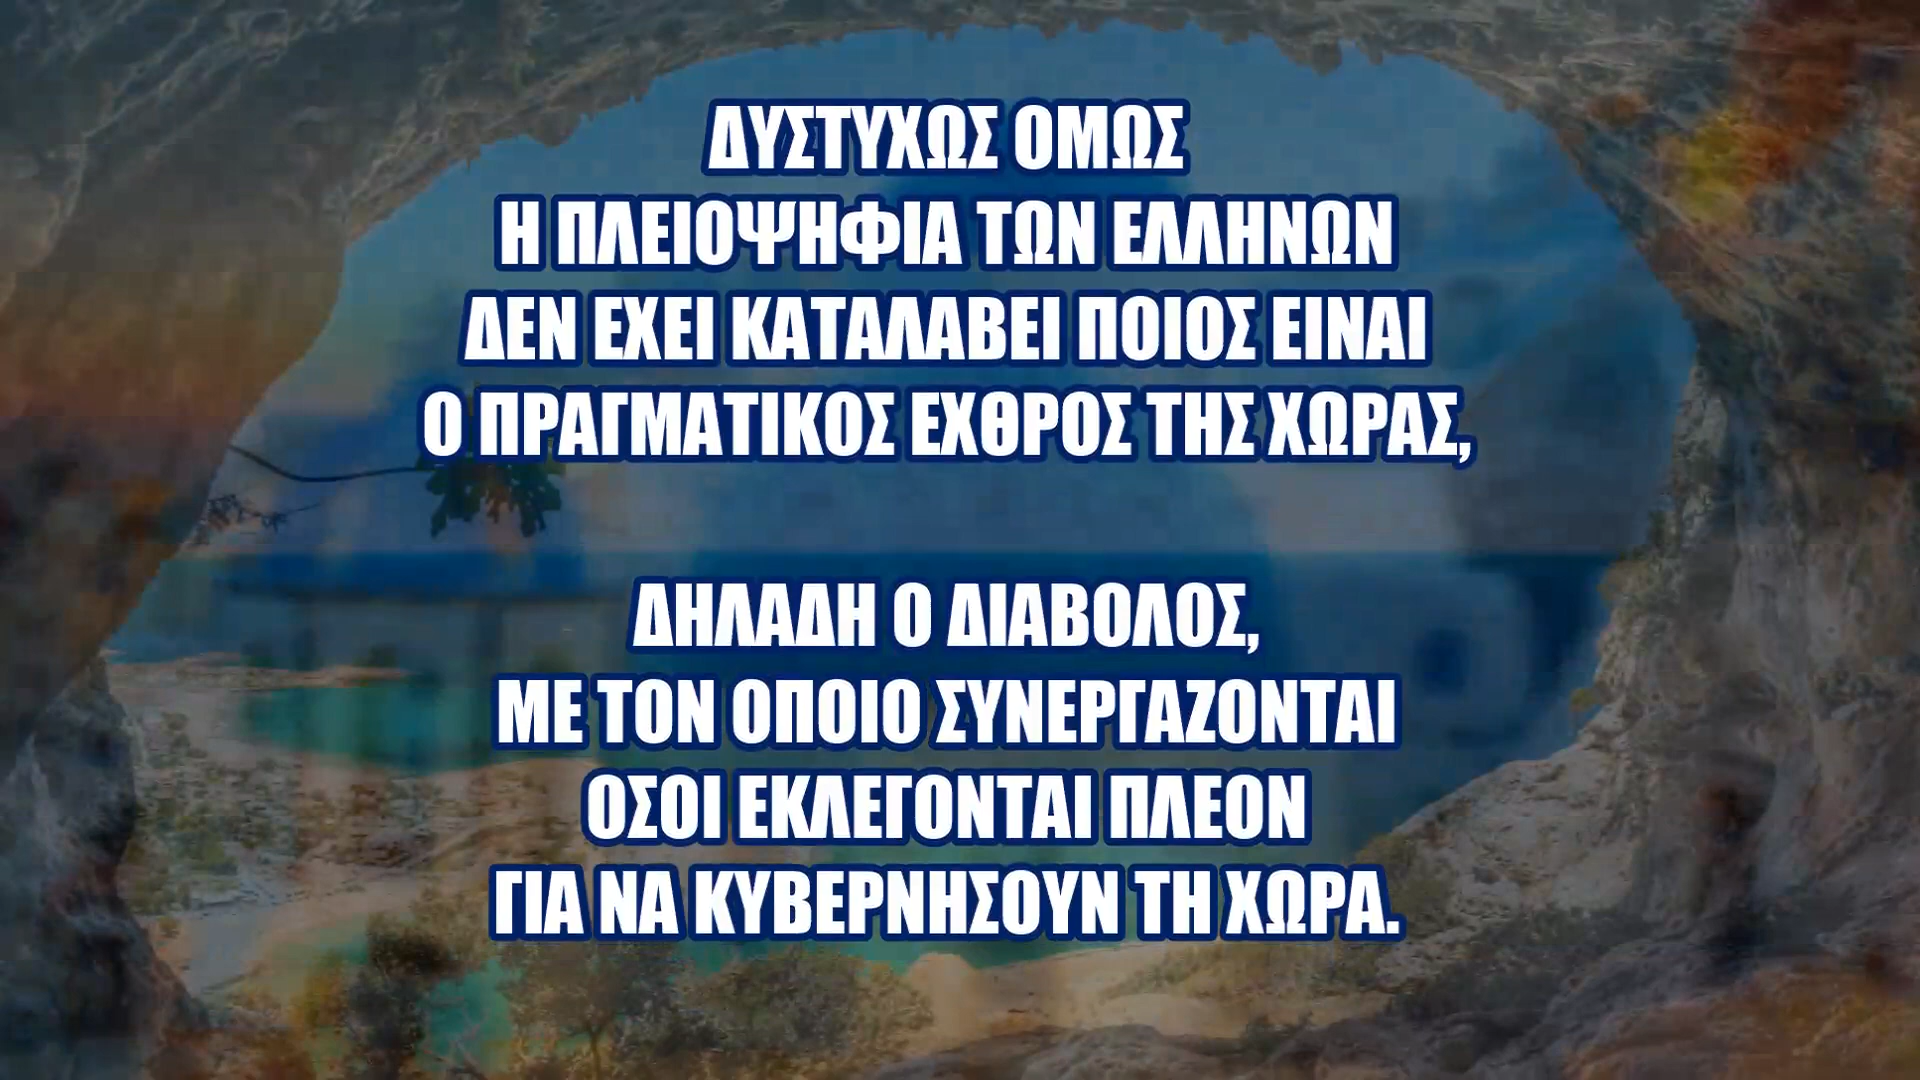 ΔΥΣΤΥΧΩΣ ΟΜΩΣ
Η ΠΛΕΙΟΨΗΦΙΑ ΤΩΝ ΕΛΛΗΝΩΝ
ΔΕΝ ΕΧΕΙ ΚΑΤΑΛΑΒΕΙ ΠΟΙΟΣ ΕΙΝΑΙ
Ο ΠΡΑΓΜΑΤΙΚΟΣ ΕΧΘΡΟΣ ΤΗΣ ΧΩΡΑΣ,
ΔΗΛΑΔΗ Ο ΔΙΑΒΟΛΟΣ,
ΜΕ ΤΟΝ ΟΠΟΙΟ ΣΥΝΕΡΓΑΖΟΝΤΑΙ
ΟΣΟΙ ΕΚΛΕΓΟΝΤΑΙ ΠΛΕΟΝ
ΓΙΑ ΝΑ ΚΥΒΕΡΝΗΣΟΥΝ ΤΗ ΧΩΡΑ.